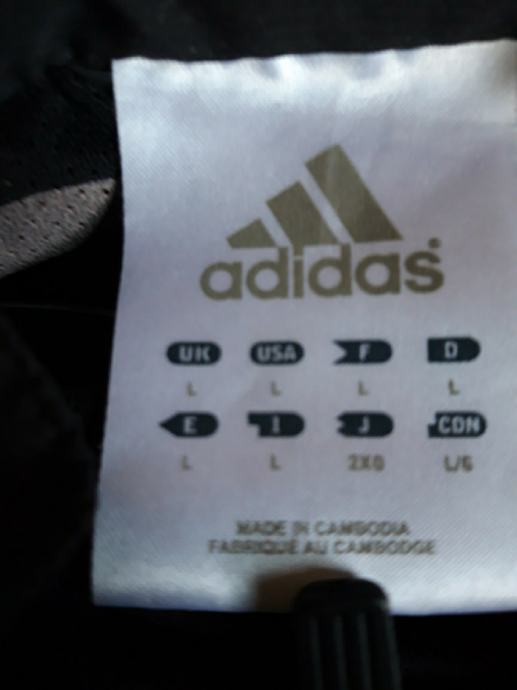 adidas
UK USA F D
L L L L
E I J CDN
L L 2XO L/G
MADE IN CAMBODIA
FABRIQUÉ AU CAMBODGE